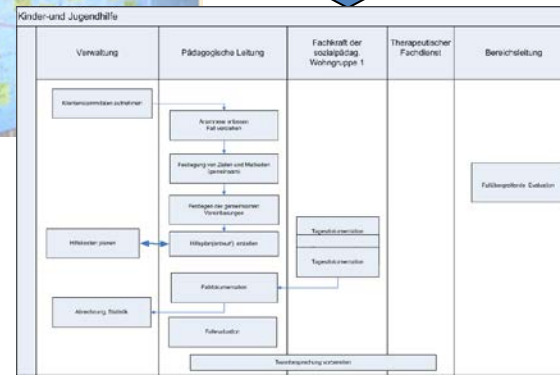 Kinder-und Jugendhilfe
Verwaltung
Pädagogische Leitung
Fachkraft der
sozialpädag.
Wohngruppe 1
Therapeutischer
Fachdienst
Bereichsleitung
Klientenstammdaten aufnehmen
Anamnese erfassen
Fall verstehen
Festlegung von Zielen und Methoden
(gemeinsam)
Festlegen der gemeinsamen
Vereinbarungen
Fallübergreifende Evaluation
Hilfekosten planen
Hilfeplan(entwurf) erstellen
Tagesdokumentation
Tagesdokumentation
Falldokumentation
Abrechnung, Statistik
Fallevaluation
Teambesprechung vorbereiten